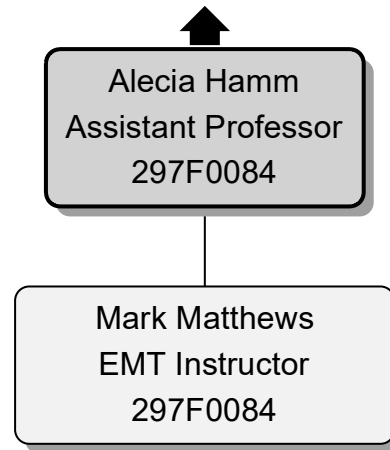 Alecia Hamm
Assistant Professor
297F0084
Mark Matthews
EMT Instructor
297F0084